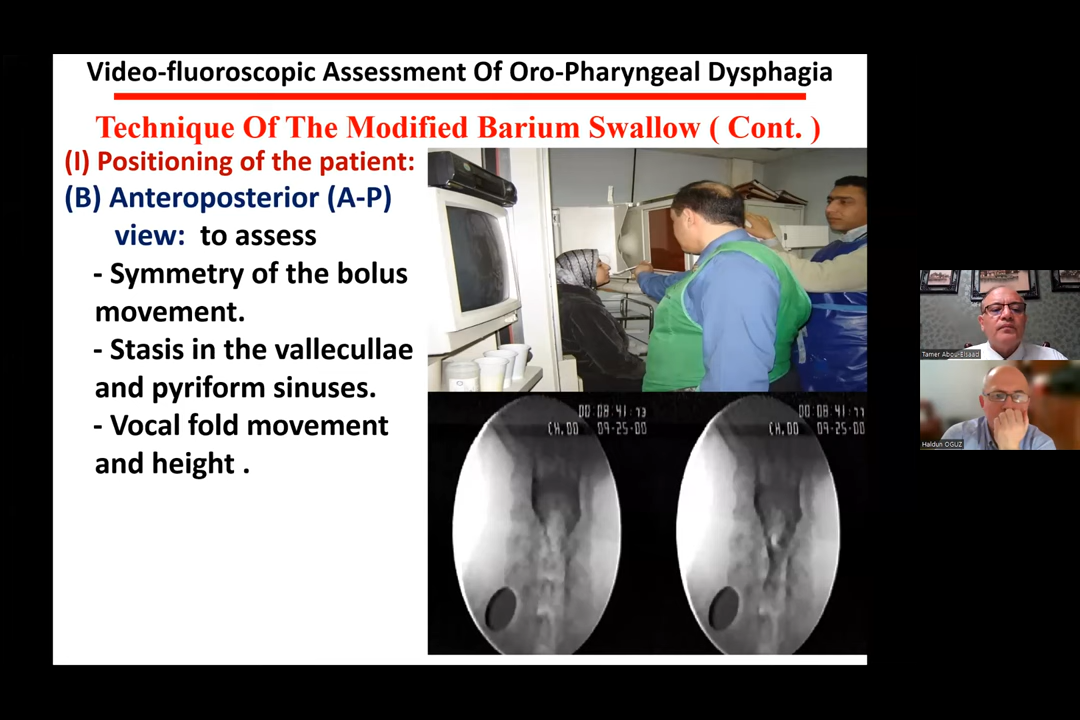 Video-fluoroscopic Assessment Of Oro-Pharyngeal Dysphagia
Technique Of The Modified Barium Swallow ( Cont. )
(I) Positioning of the patient:
(B) Anteroposterior (A-P)
view: to assess
- Symmetry of the bolus
movement.
- Stasis in the vallecullae
and pyriform sinuses.
- Vocal fold movement
and height .
00:08:41:73
CH,00 09-25-00
00:08:41:77
CH,00 09-25-00
Tamer Abou-Elsaad
Haldun OGUZ